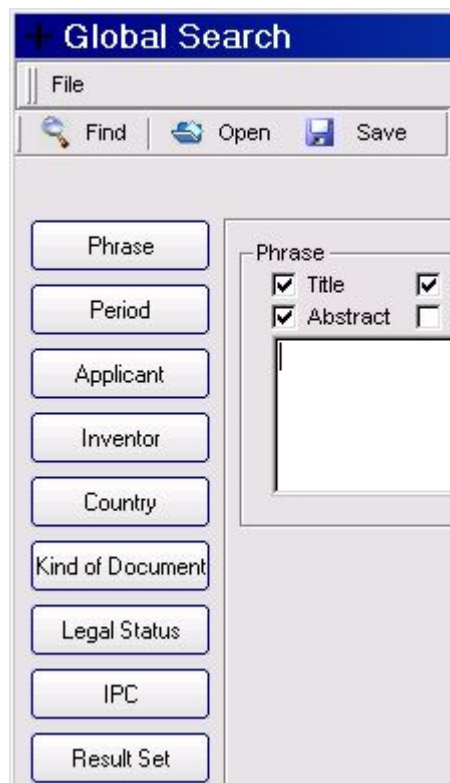 Global Search
File
Find Open Save
Phrase
Period
Applicant
Inventor
Country
Kind of Document
Legal Status
IPC
Result Set
Phrase
Title
Abstract